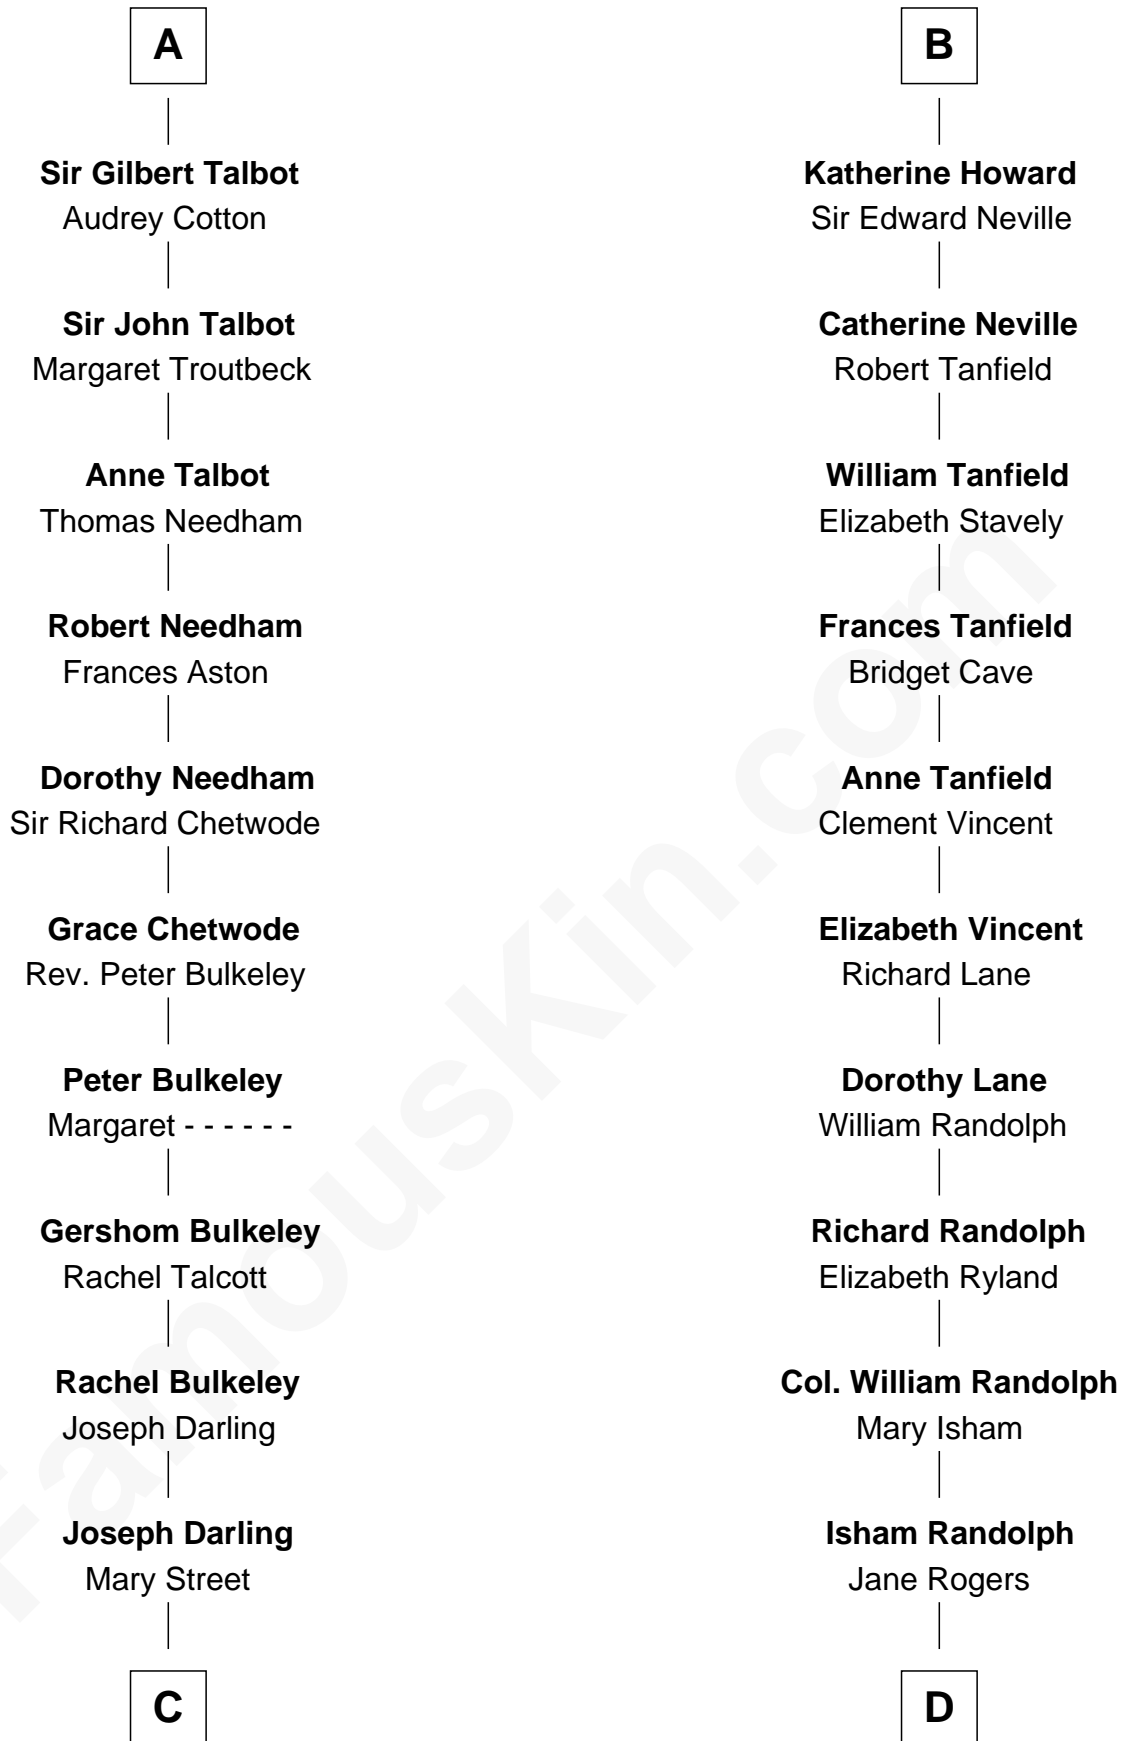 A
Sir Gilbert Talbot
Audrey Cotton
Sir John Talbot
Margaret Troutbeck
Anne Talbot
Thomas Needham
Robert Needham
Frances Aston
Dorothy Needham
Sir Richard Chetwode
Grace Chetwode
Rev. Peter Bulkeley
Peter Bulkeley
Margaret - - - - - -
Gershom Bulkeley
Rachel Talcott
Rachel Bulkeley
Joseph Darling
Joseph Darling
Mary Street
C
B
Katherine Howard
Sir Edward Neville
Catherine Neville
Robert Tanfield
William Tanfield
Elizabeth Stavely
Frances Tanfield
Bridget Cave
Anne Tanfield
Clement Vincent
Elizabeth Vincent
Richard Lane
Dorothy Lane
William Randolph
Richard Randolph
Elizabeth Ryland
Col. William Randolph
Mary Isham
Isham Randolph
Jane Rogers
D
FamousKin.com